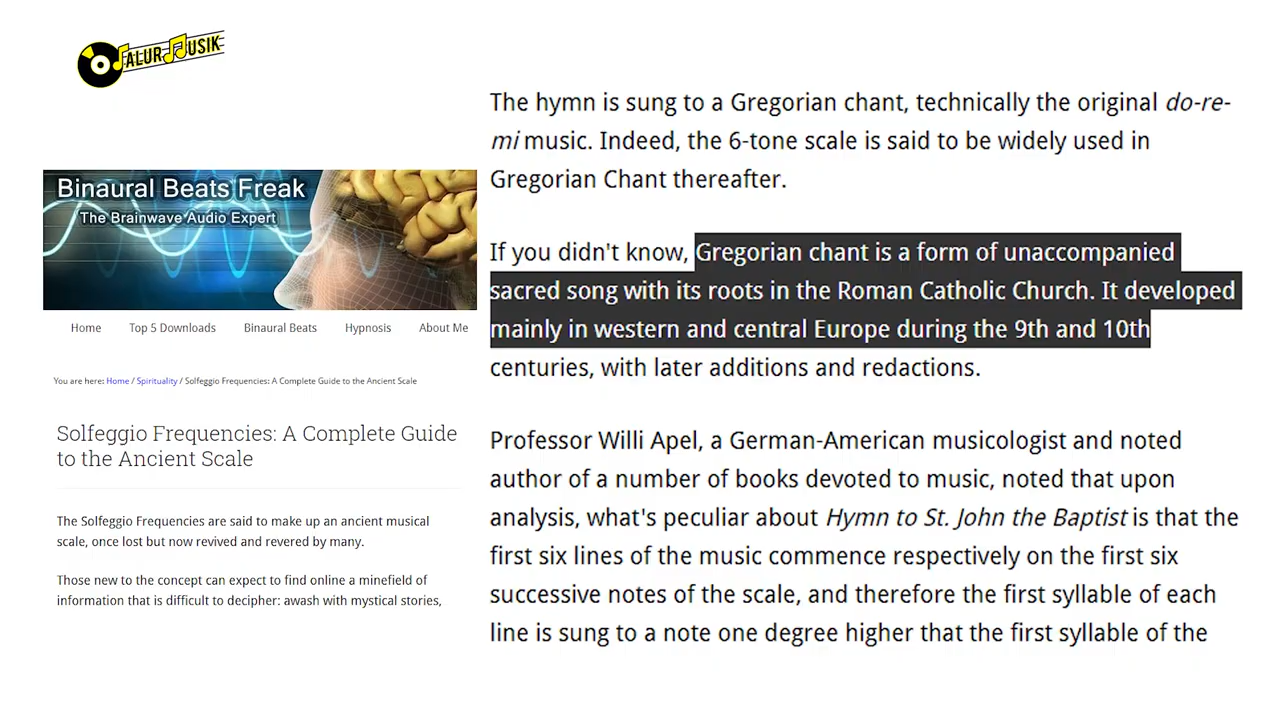 ALUR MUSIK
Binaural Beats Freak
The Brainwave Audio Expert
Home Top 5 Downloads Binaural Beats Hypnosis About Me
You are here: Home / Spirituality / Solfeggio Frequencies: A Complete Guide to the Ancient Scale
Solfeggio Frequencies: A Complete Guide
to the Ancient Scale
The Solfeggio Frequencies are said to make up an ancient musical
scale, once lost but now revived and revered by many.
Those new to the concept can expect to find online a minefield of
information that is difficult to decipher: awash with mystical stories,
The hymn is sung to a Gregorian chant, technically the original do-re-
mi music. Indeed, the 6-tone scale is said to be widely used in
Gregorian Chant thereafter.
If you didn't know, Gregorian chant is a form of unaccompanied
sacred song with its roots in the Roman Catholic Church. It developed
mainly in western and central Europe during the 9th and 10th
centuries, with later additions and redactions.
Professor Willi Apel, a German-American musicologist and noted
author of a number of books devoted to music, noted that upon
analysis, what's peculiar about Hymn to St. John the Baptist is that the
first six lines of the music commence respectively on the first six
successive notes of the scale, and therefore the first syllable of each
line is sung to a note one degree higher that the first syllable of the